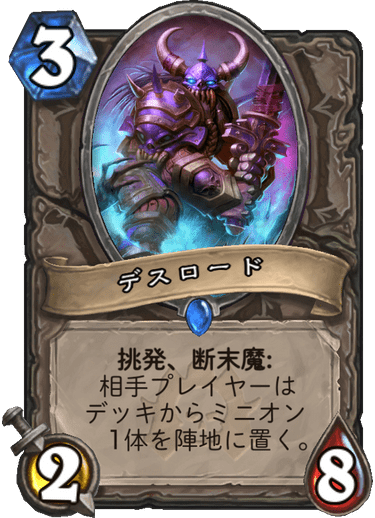 3
デスロード
挑発、断末魔:
相手プレイヤーは
デッキからミニオン
1体を陣地に置く。
2
8